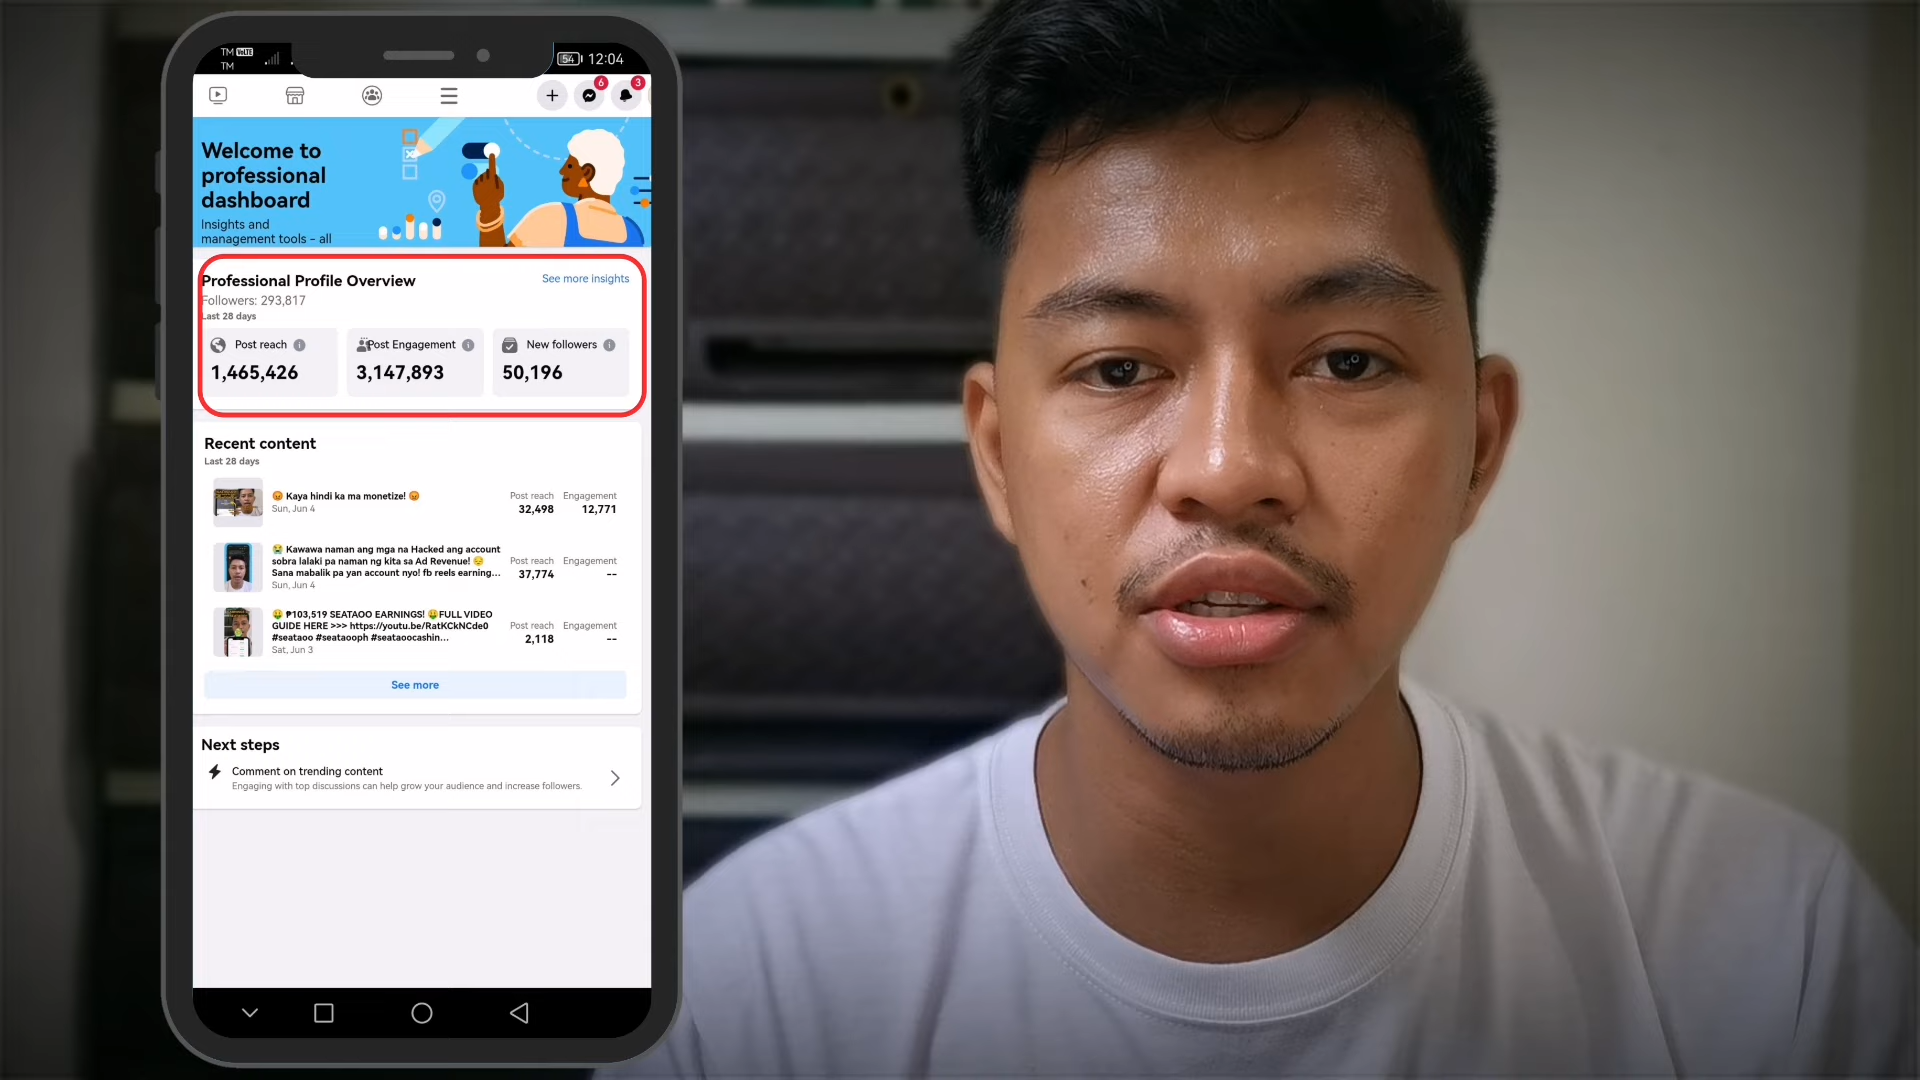 TM VoLTE
TM
54 12:04
6 3
Welcome to
professional
dashboard
Insights and
management tools – all
Professional Profile Overview See more insights
Followers: 293,817
Last 28 days
Post reach Post Engagement New followers
1,465,426 3,147,893 50,196
Recent content
Last 28 days
😡 Kaya hindi ka ma monetize! 😡 Post reach Engagement
Sun, Jun 4 32,498 12,771
😭 Kawawa naman ang mga na Hacked ang account
sobra lalaki pa naman ng kita sa Ad Revenue! 😔 Post reach Engagement
Sana mabalik pa yan account nyo! fb reels earning... 37,774 --
Sun, Jun 4
🤑 ₱103,519 SEATAOO EARNINGS! 🤑FULL VIDEO
GUIDE HERE >>> https://youtu.be/RatKCkNCde0 Post reach Engagement
#seataoo #seataooph #seataoocashin... 2,118 --
Sat, Jun 3
See more
Next steps
Comment on trending content
Engaging with top discussions can help grow your audience and increase followers.